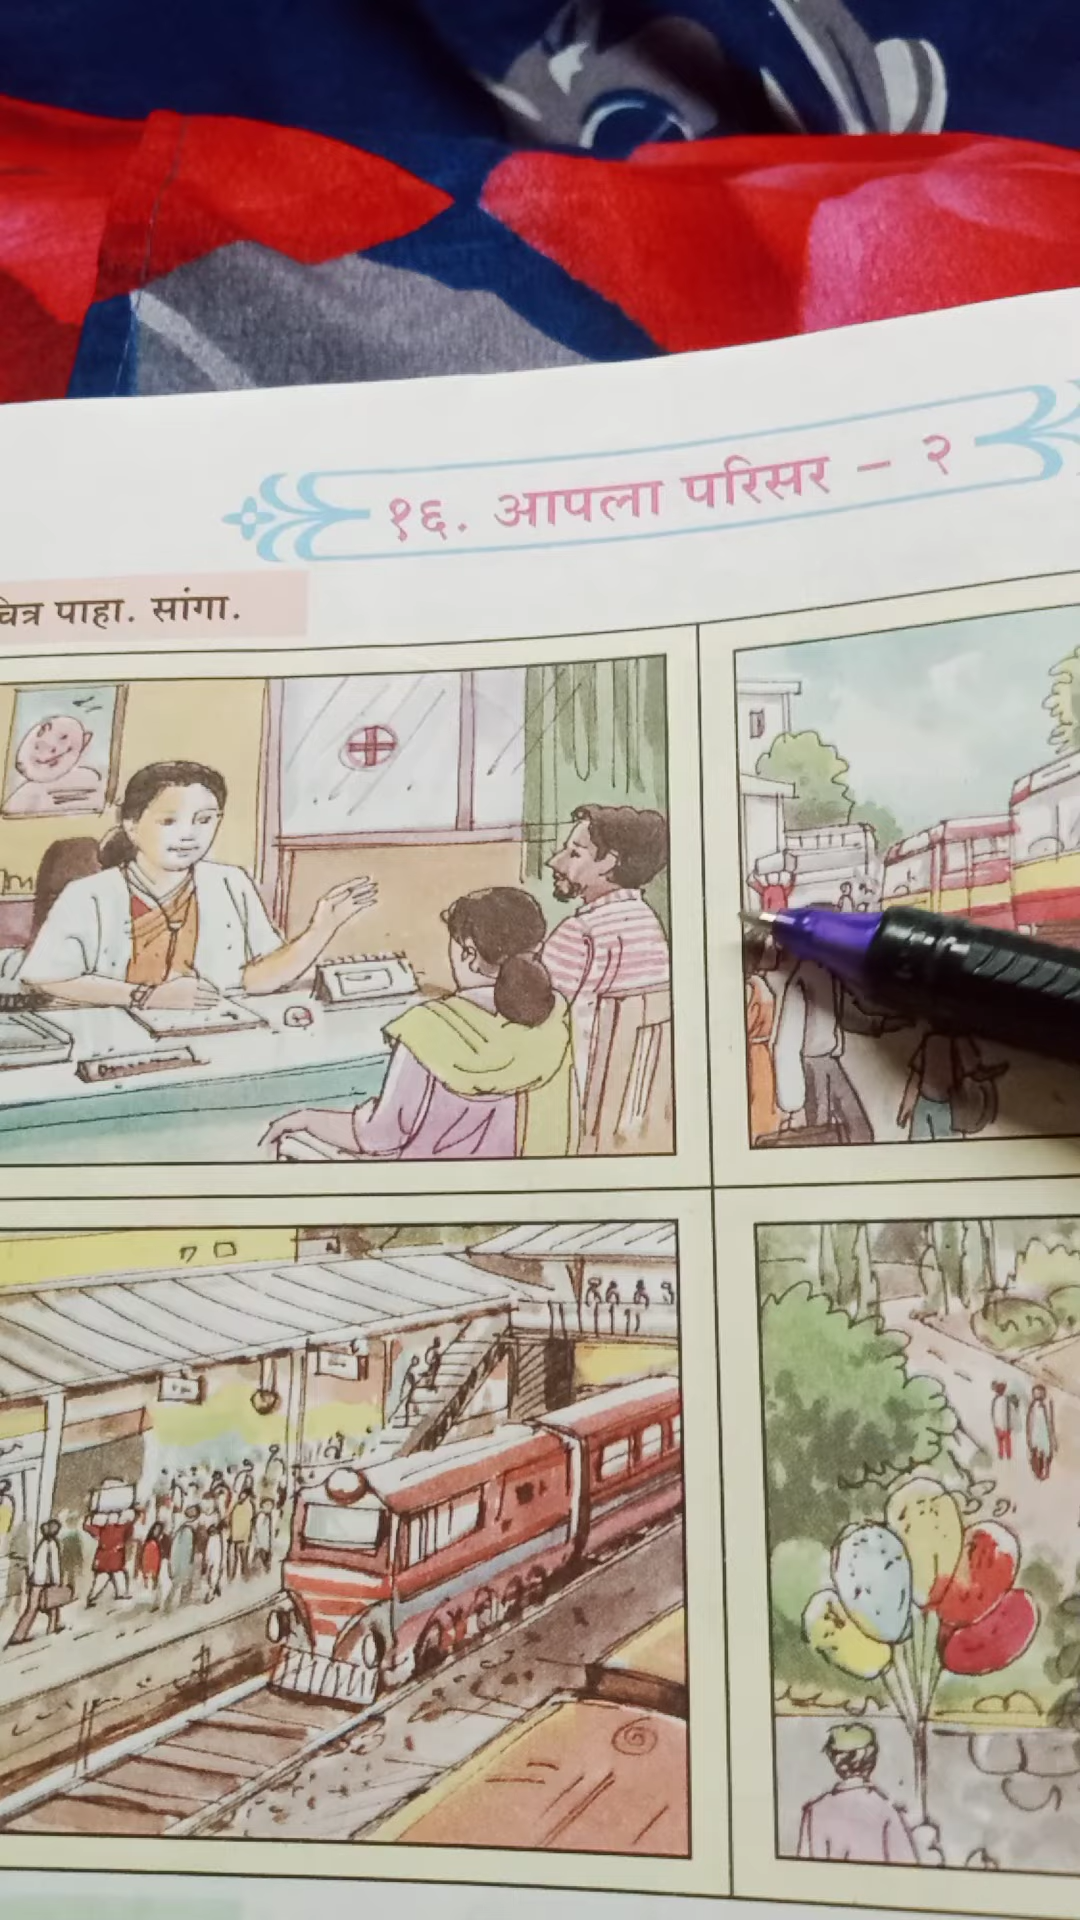 १६. आपला परिसर – २
चित्र पाहा. सांगा.